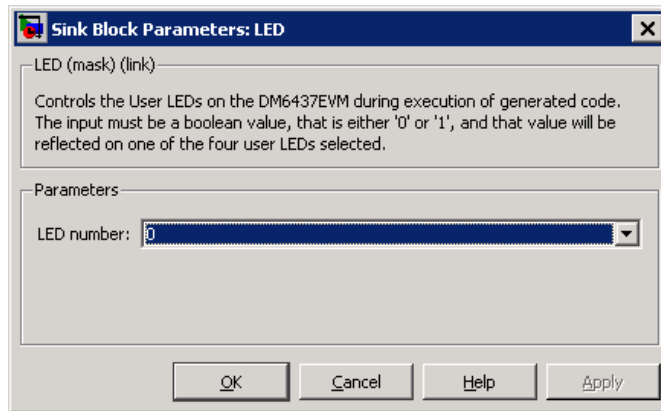 Sink Block Parameters: LED
LED (mask) (link)
Controls the User LEDs on the DM6437EVM during execution of generated code.
The input must be a boolean value, that is either '0' or '1', and that value will be
reflected on one of the four user LEDs selected.
Parameters
LED number: 0
OK Cancel Help Apply